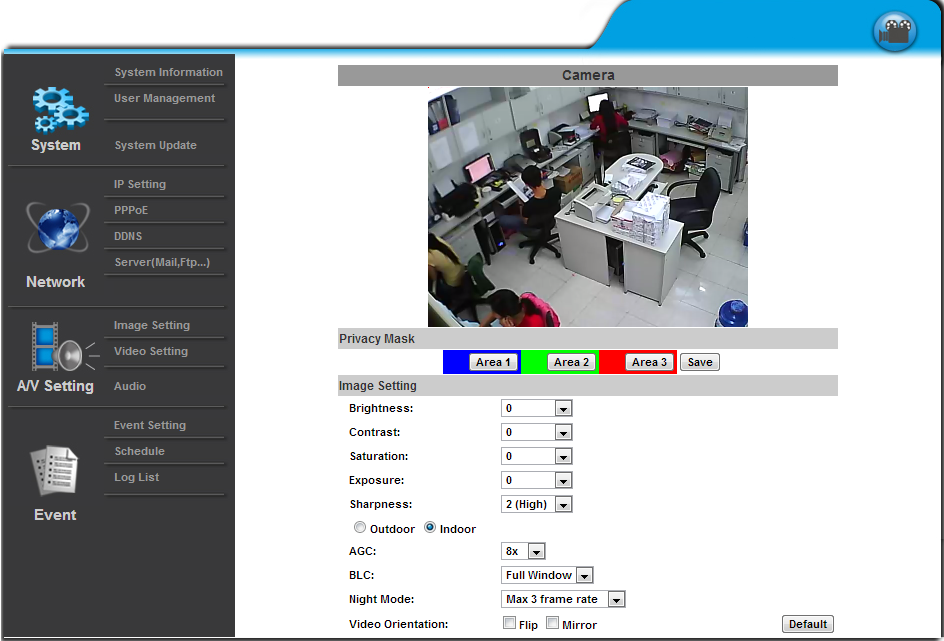 System Information
User Management
System
System Update
IP Setting
PPPoE
DDNS
Server(Mail,Ftp...)
Network
Image Setting
Video Setting
A/V Setting
Audio
Event Setting
Schedule
Log List
Event
Camera
Privacy Mask
Area 1 Area 2 Area 3 Save
Image Setting
Brightness: 0
Contrast: 0
Saturation: 0
Exposure: 0
Sharpness: 2 (High)
Outdoor Indoor
AGC: 8x
BLC: Full Window
Night Mode: Max 3 frame rate
Video Orientation: Flip Mirror Default